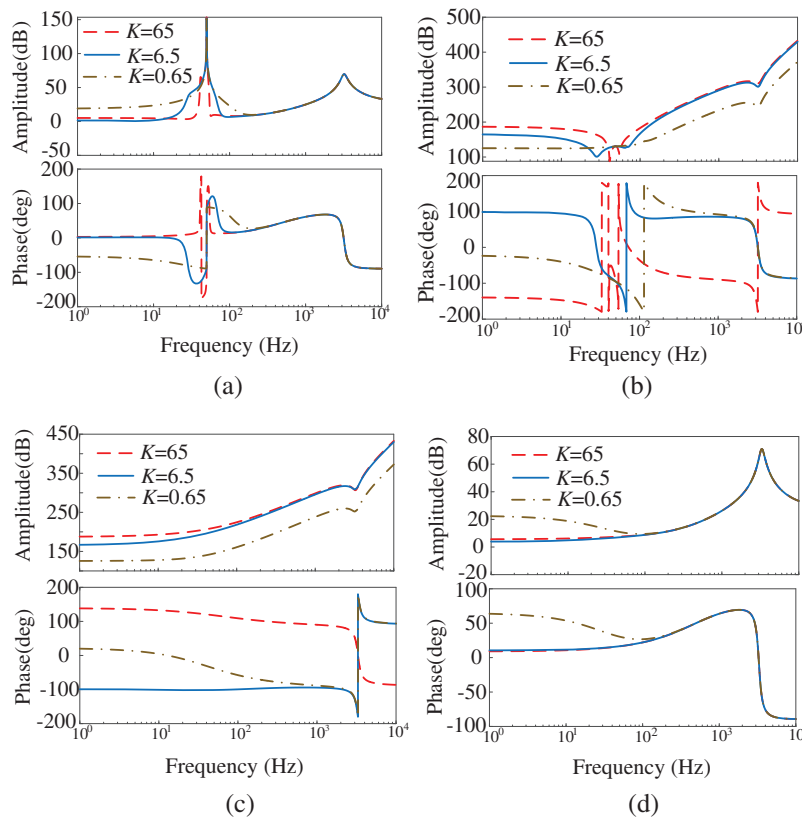 150
100
50
0
50
Amplitude(dB)
K=65
K=6.5
K=0.65
200
100
0
-100
-200
Phase(deg)
10^0
10^1
10^2
10^3
10^4
Frequency (Hz)
(a)
500
400
300
200
100
Amplitude(dB)
K=65
K=6.5
K=0.65
200
100
0
-100
-200
Phase(deg)
10^0
10^1
10^2
10^3
10^4
Frequency (Hz)
(b)
450
350
250
150
Amplitude(dB)
K=65
K=6.5
K=0.65
200
100
0
-100
-200
Phase(deg)
10^0
10^1
10^2
10^3
10^4
Frequency (Hz)
(c)
80
60
40
20
0
-20
Amplitude(dB)
K=65
K=6.5
K=0.65
100
50
0
-50
-100
Phase(deg)
10^0
10^1
10^2
10^3
10^4
Frequency (Hz)
(d)